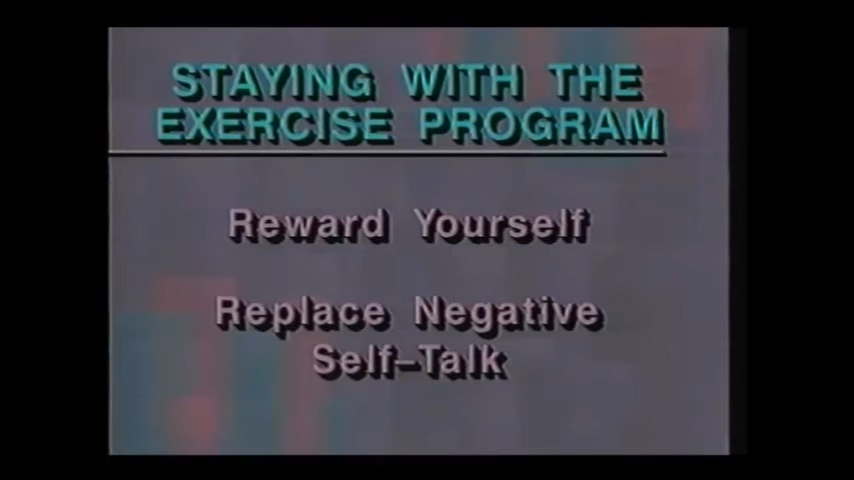 STAYING WITH THE
EXERCISE PROGRAM
Reward Yourself
Replace Negative
Self-Talk